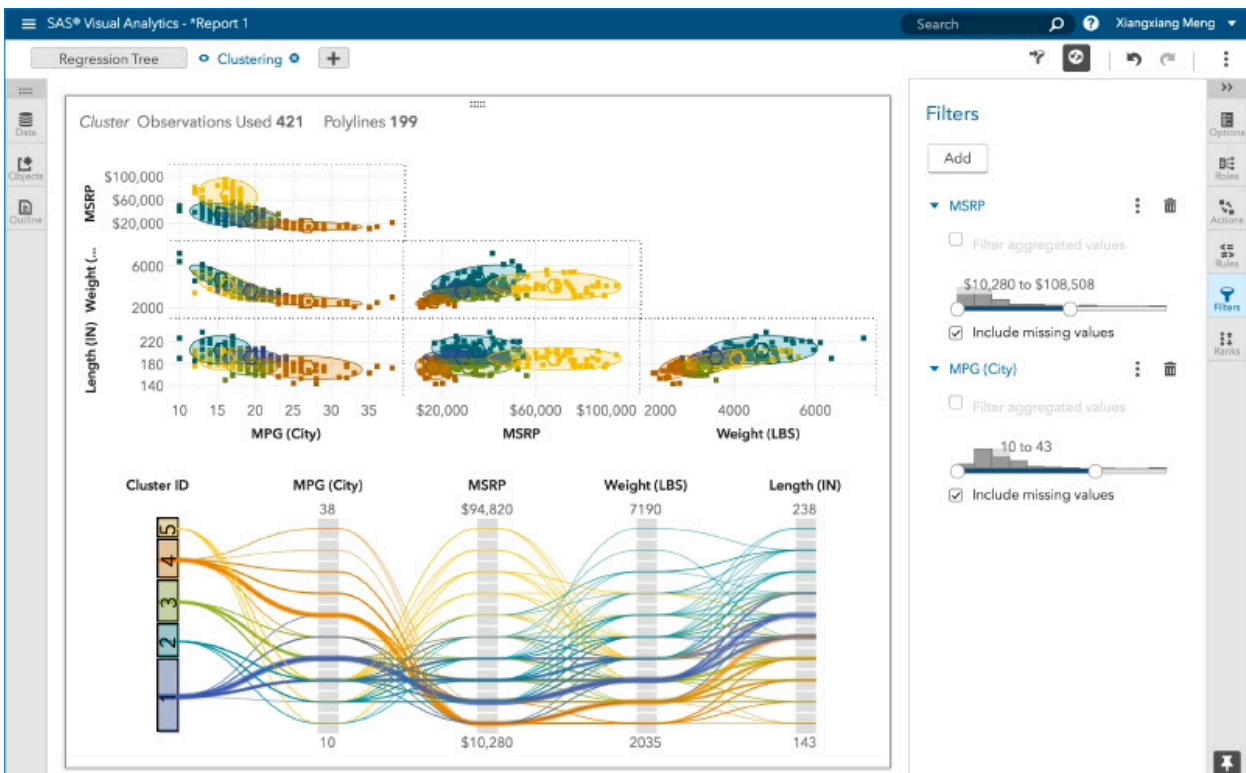 SAS® Visual Analytics - *Report 1
Search
Xiangxiang Meng
Regression Tree
Clustering
Data
Objects
Outline
Cluster Observations Used 421 Polylines 199
MSRP
$100,000
$60,000
$20,000
Weight (...
6000
2000
Length (IN)
220
180
140
10 15 20 25 30 35 $20,000 $60,000 $100,000 2000 4000 6000
MPG (City) MSRP Weight (LBS)
Cluster ID MPG (City) MSRP Weight (LBS) Length (IN)
38 $94,820 7190 238
5
4
3
2
1
10 $10,280 2035 143
Filters
Add
MSRP
Filter aggregated values
$10,280 to $108,508
Include missing values
MPG (City)
Filter aggregated values
10 to 43
Include missing values
Options
Roles
Actions
Rules
Filters
Ranks